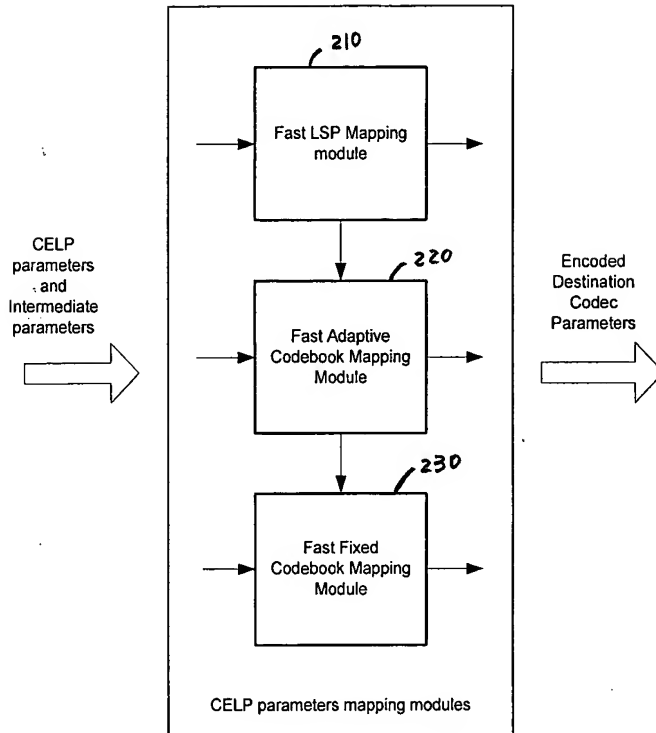 210
Fast LSP Mapping
module
CELP
parameters
and
Intermediate
parameters
220
Fast Adaptive
Codebook Mapping
Module
Encoded
Destination
Codec
Parameters
230
Fast Fixed
Codebook Mapping
Module
CELP parameters mapping modules